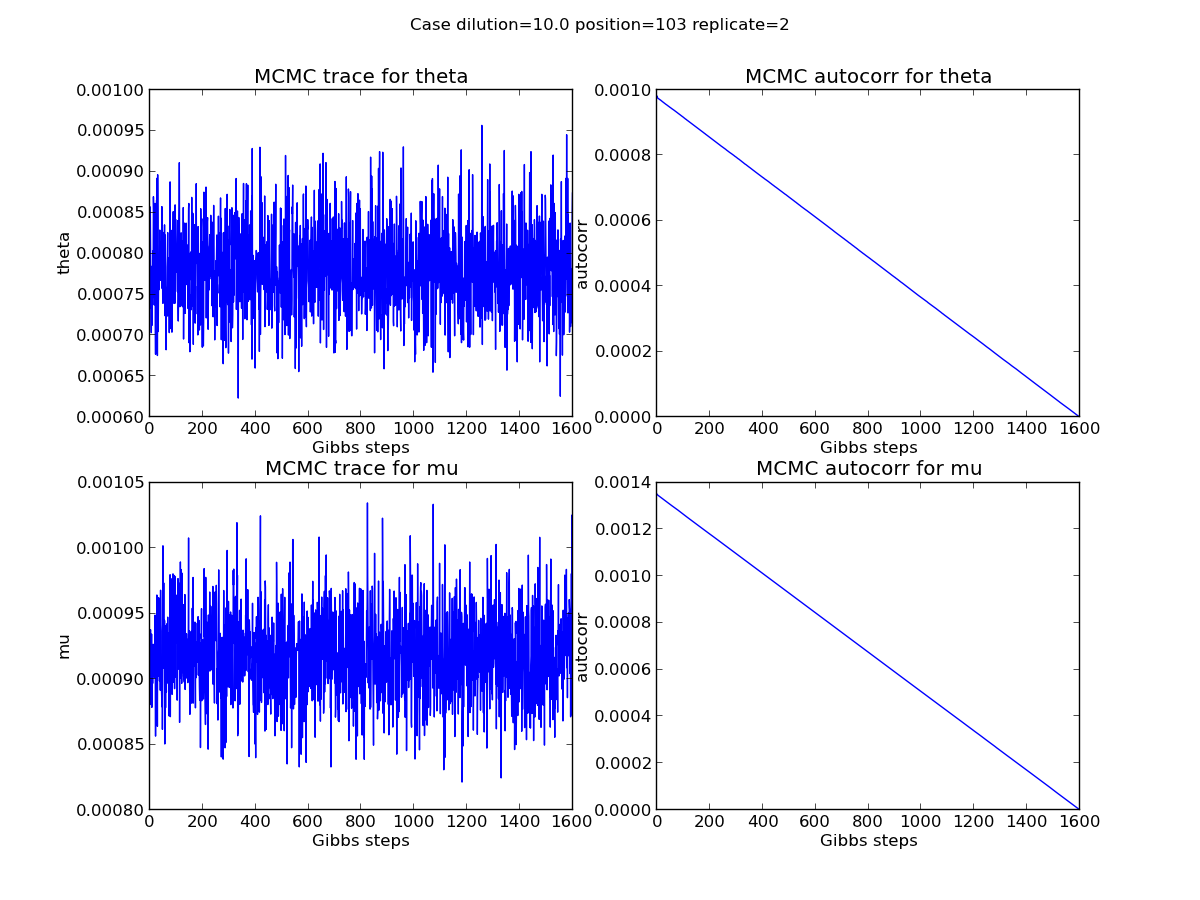 Case dilution=10.0 position=103 replicate=2
MCMC trace for theta
0.00100
0.00095
0.00090
0.00085
0.00080
0.00075
0.00070
0.00065
0.00060
theta
0 200 400 600 800 1000 1200 1400 1600
Gibbs steps
MCMC autocorr for theta
0.0010
0.0008
0.0006
0.0004
0.0002
0.0000
autocorr
0 200 400 600 800 1000 1200 1400 1600
Gibbs steps
MCMC trace for mu
0.00105
0.00100
0.00095
0.00090
0.00085
0.00080
mu
0 200 400 600 800 1000 1200 1400 1600
Gibbs steps
MCMC autocorr for mu
0.0014
0.0012
0.0010
0.0008
0.0006
0.0004
0.0002
0.0000
autocorr
0 200 400 600 800 1000 1200 1400 1600
Gibbs steps